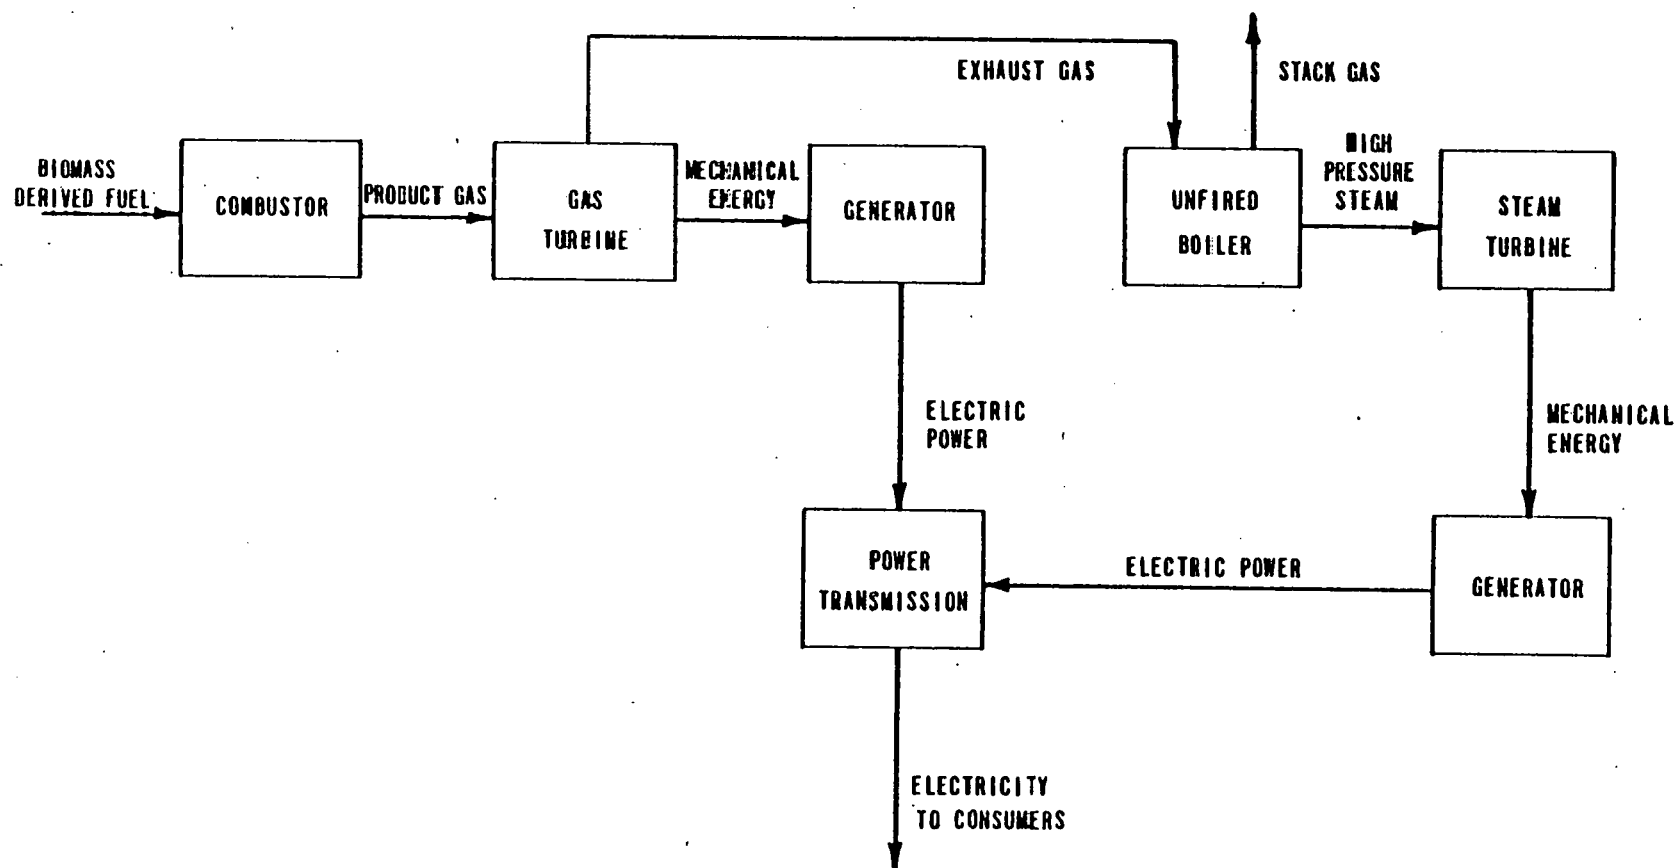 EXHAUST GAS
STACK GAS
BIOMASS
DERIVED FUEL
COMBUSTOR
PRODUCT GAS
GAS
TURBINE
MECHANICAL
ENERGY
GENERATOR
UNFIRED
BOILER
HIGH
PRESSURE
STEAM
STEAM
TURBINE
ELECTRIC
POWER
MECHANICAL
ENERGY
POWER
TRANSMISSION
ELECTRIC POWER
GENERATOR
ELECTRICITY
TO CONSUMERS